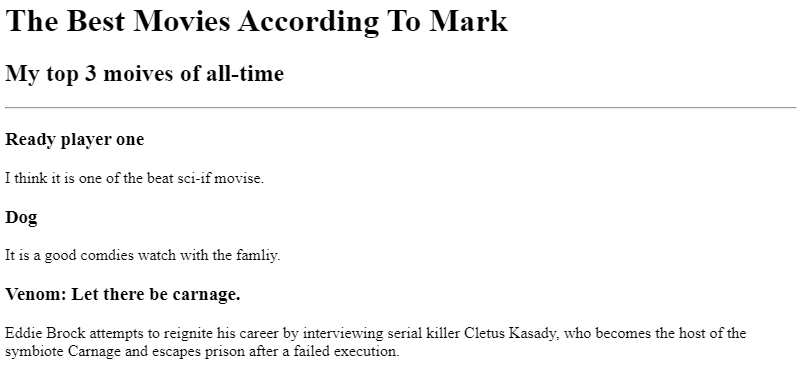 The Best Movies According To Mark
My top 3 moives of all-time
Ready player one
I think it is one of the beat sci-if movise.
Dog
It is a good comdies watch with the famliy.
Venom: Let there be carnage.
Eddie Brock attempts to reignite his career by interviewing serial killer Cletus Kasady, who becomes the host of the
symbiote Carnage and escapes prison after a failed execution.